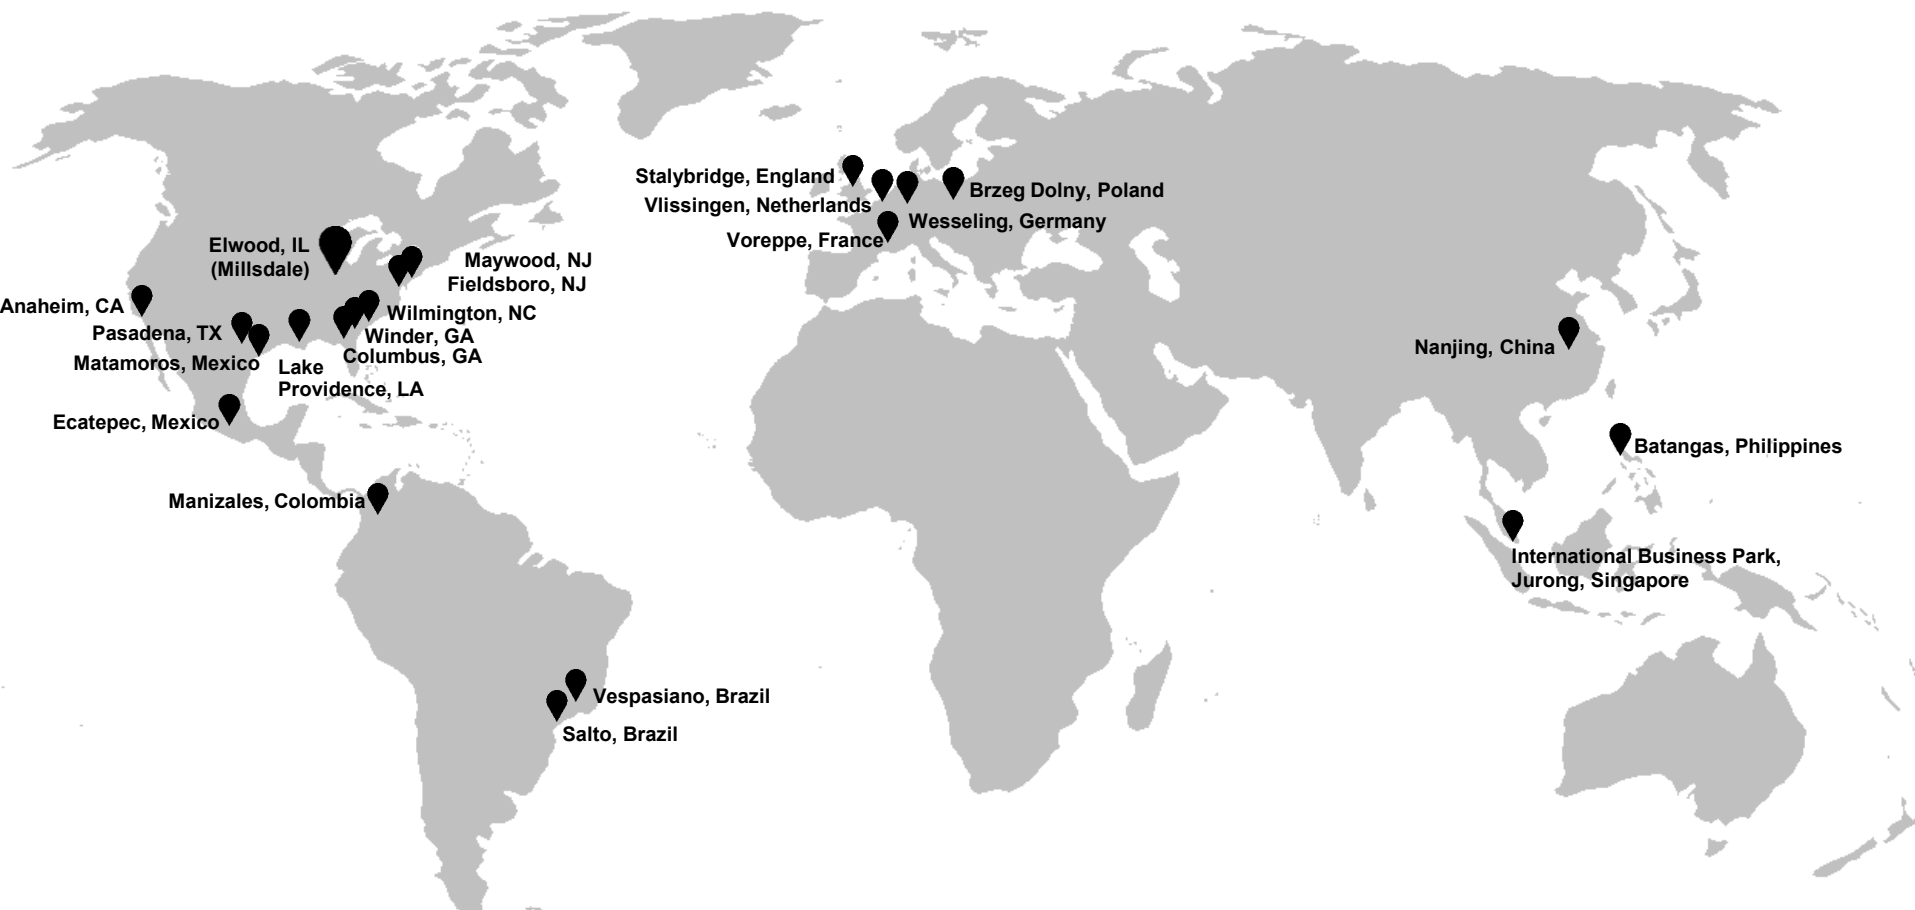 Stalybridge, England
Brzeg Dolny, Poland
Vlissingen, Netherlands
Wesseling, Germany
Voreppe, France
Elwood, IL
(Millsdale)
Maywood, NJ
Fieldsboro, NJ
Anaheim, CA
Wilmington, NC
Pasadena, TX
Winder, GA
Columbus, GA
Matamoros, Mexico
Lake
Providence, LA
Ecatepec, Mexico
Nanjing, China
Batangas, Philippines
Manizales, Colombia
International Business Park,
Jurong, Singapore
Vespasiano, Brazil
Salto, Brazil